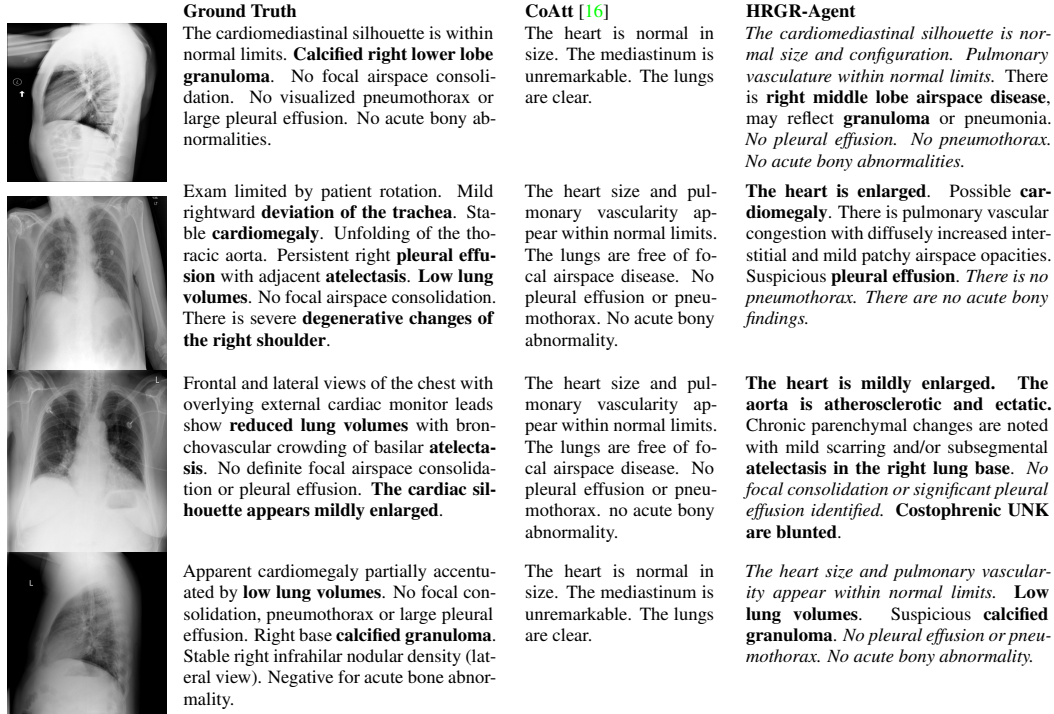 Ground Truth
The cardiomediastinal silhouette is within
normal limits. Calcified right lower lobe
granuloma. No focal airspace consoli-
dation. No visualized pneumothorax or
large pleural effusion. No acute bony ab-
normalities.
CoAtt [16]
The heart is normal in
size. The mediastinum is
unremarkable. The lungs
are clear.
HRGR-Agent
The cardiomediastinal silhouette is nor-
mal size and configuration. Pulmonary
vasculature within normal limits. There
is right middle lobe airspace disease,
may reflect granuloma or pneumonia.
No pleural effusion. No pneumothorax.
No acute bony abnormalities.
Exam limited by patient rotation. Mild
rightward deviation of the trachea. Sta-
ble cardiomegaly. Unfolding of the tho-
racic aorta. Persistent right pleural effu-
sion with adjacent atelectasis. Low lung
volumes. No focal airspace consolidation.
There is severe degenerative changes of
the right shoulder.
The heart size and pul-
monary vascularity ap-
pear within normal limits.
The lungs are free of fo-
cal airspace disease. No
pleural effusion or pneu-
mothorax. No acute bony
abnormality.
The heart is enlarged. Possible car-
diomegaly. There is pulmonary vascular
congestion with diffusely increased inter-
stitial and mild patchy airspace opacities.
Suspicious pleural effusion. There is no
pneumothorax. There are no acute bony
findings.
L
Frontal and lateral views of the chest with
overlying external cardiac monitor leads
show reduced lung volumes with bron-
chovascular crowding of basilar atelecta-
sis. No definite focal airspace consolida-
tion or pleural effusion. The cardiac sil-
houette appears mildly enlarged.
The heart size and pul-
monary vascularity ap-
pear within normal limits.
The lungs are free of fo-
cal airspace disease. No
pleural effusion or pneu-
mothorax. no acute bony
abnormality.
The heart is mildly enlarged. The
aorta is atherosclerotic and ectatic.
Chronic parenchymal changes are noted
with mild scarring and/or subsegmental
atelectasis in the right lung base. No
focal consolidation or significant pleural
effusion identified. Costophrenic UNK
are blunted.
L
Apparent cardiomegaly partially accentu-
ated by low lung volumes. No focal con-
solidation, pneumothorax or large pleural
effusion. Right base calcified granuloma.
Stable right infrahilar nodular density (lat-
eral view). Negative for acute bone abnor-
mality.
The heart is normal in
size. The mediastinum is
unremarkable. The lungs
are clear.
The heart size and pulmonary vascular-
ity appear within normal limits. Low
lung volumes. Suspicious calcified
granuloma. No pleural effusion or pneu-
mothorax. No acute bony abnormality.